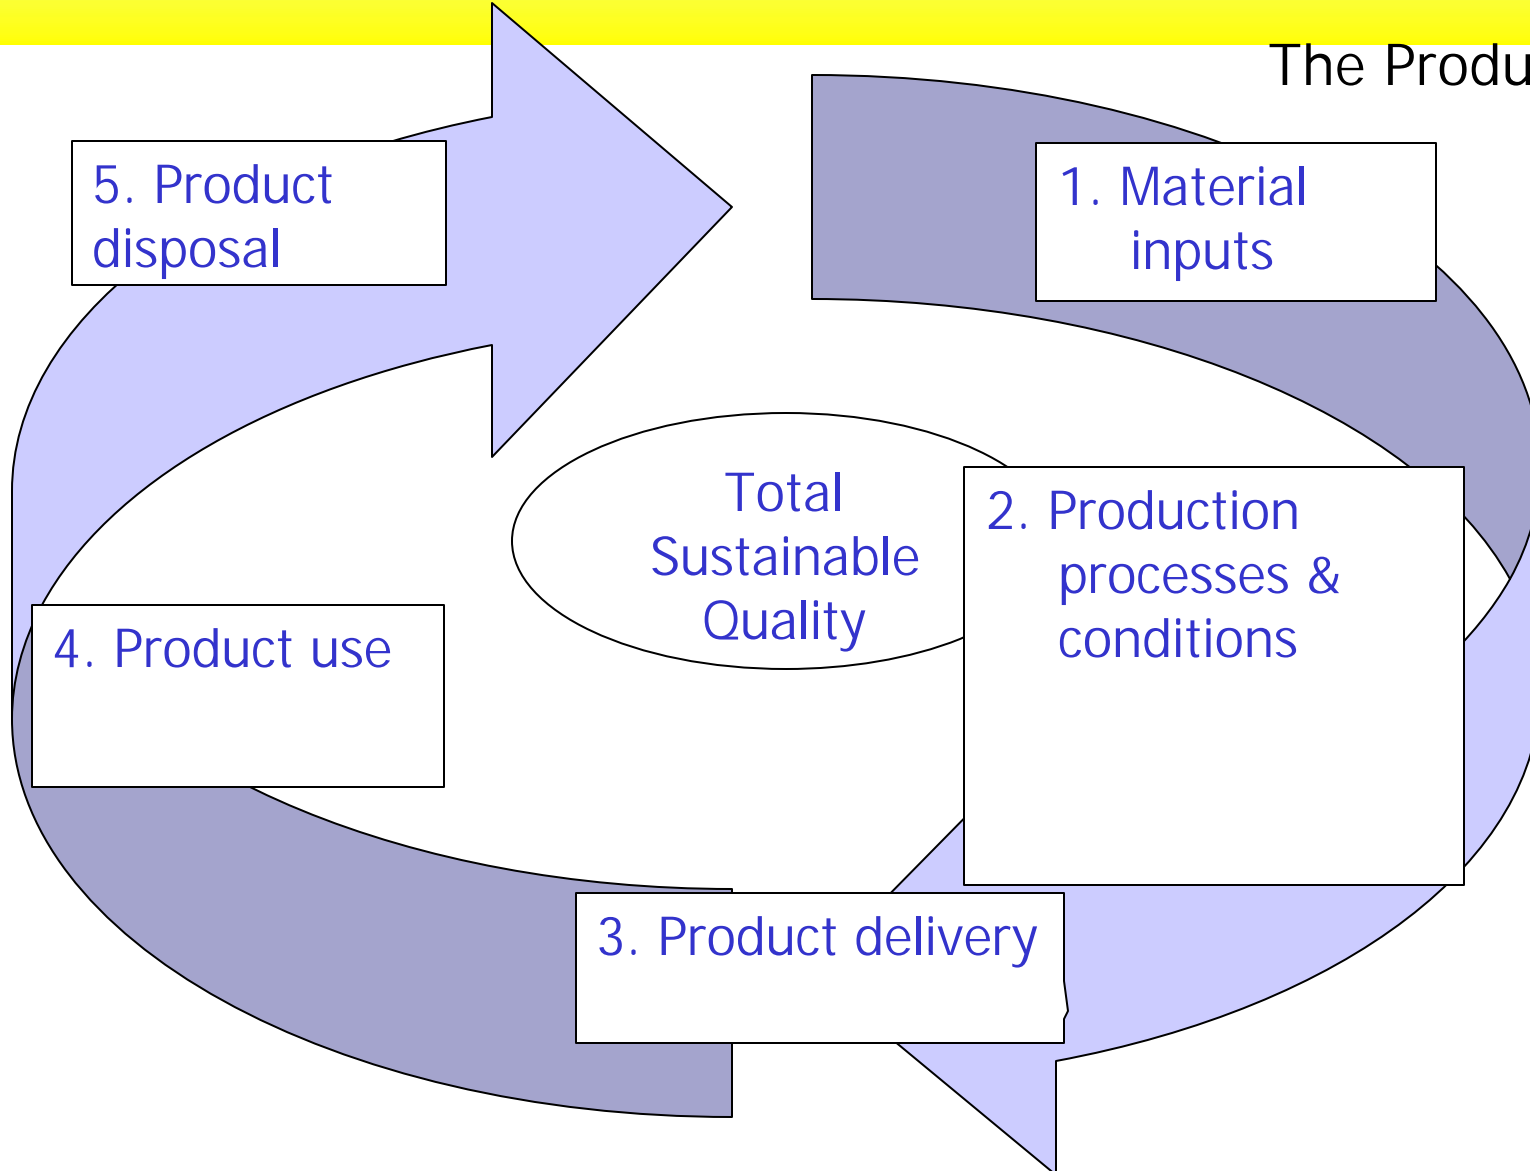 The Produ
5. Product
disposal
1. Material
inputs
Total
Sustainable
Quality
2. Production
processes &
conditions
4. Product use
3. Product delivery